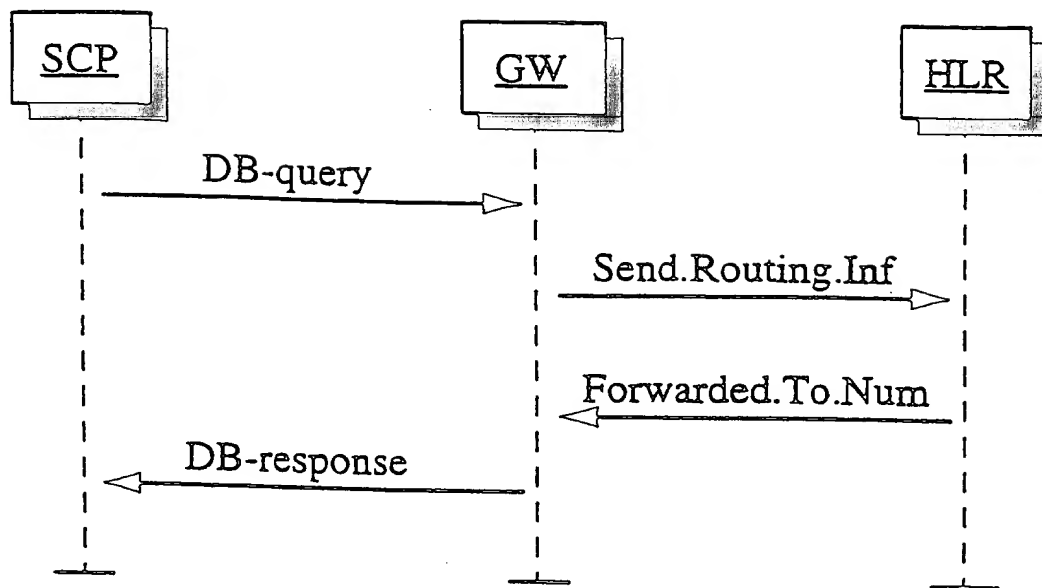 SCP
GW
HLR
DB-query
Send.Routing.Inf
Forwarded.To.Num
DB-response